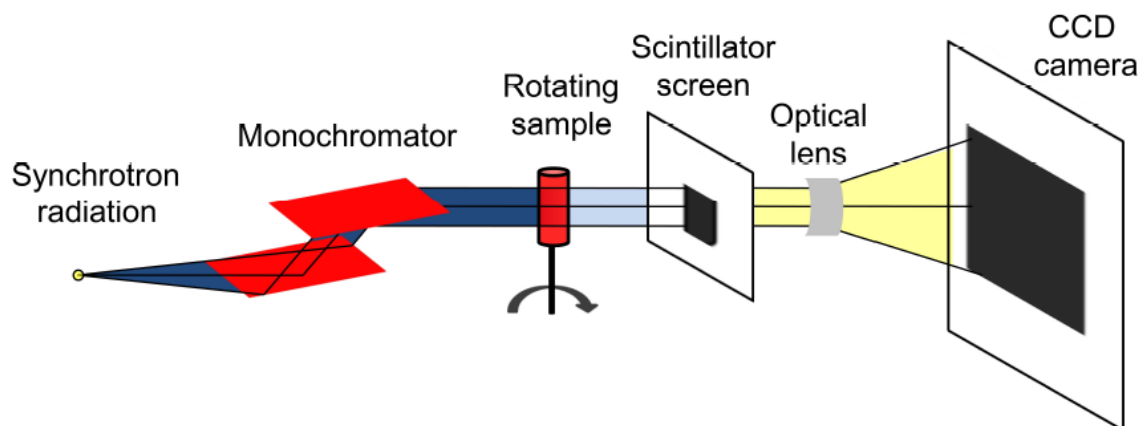 Synchrotron
radiation
Monochromator
Rotating
sample
Scintillator
screen
Optical
lens
CCD
camera